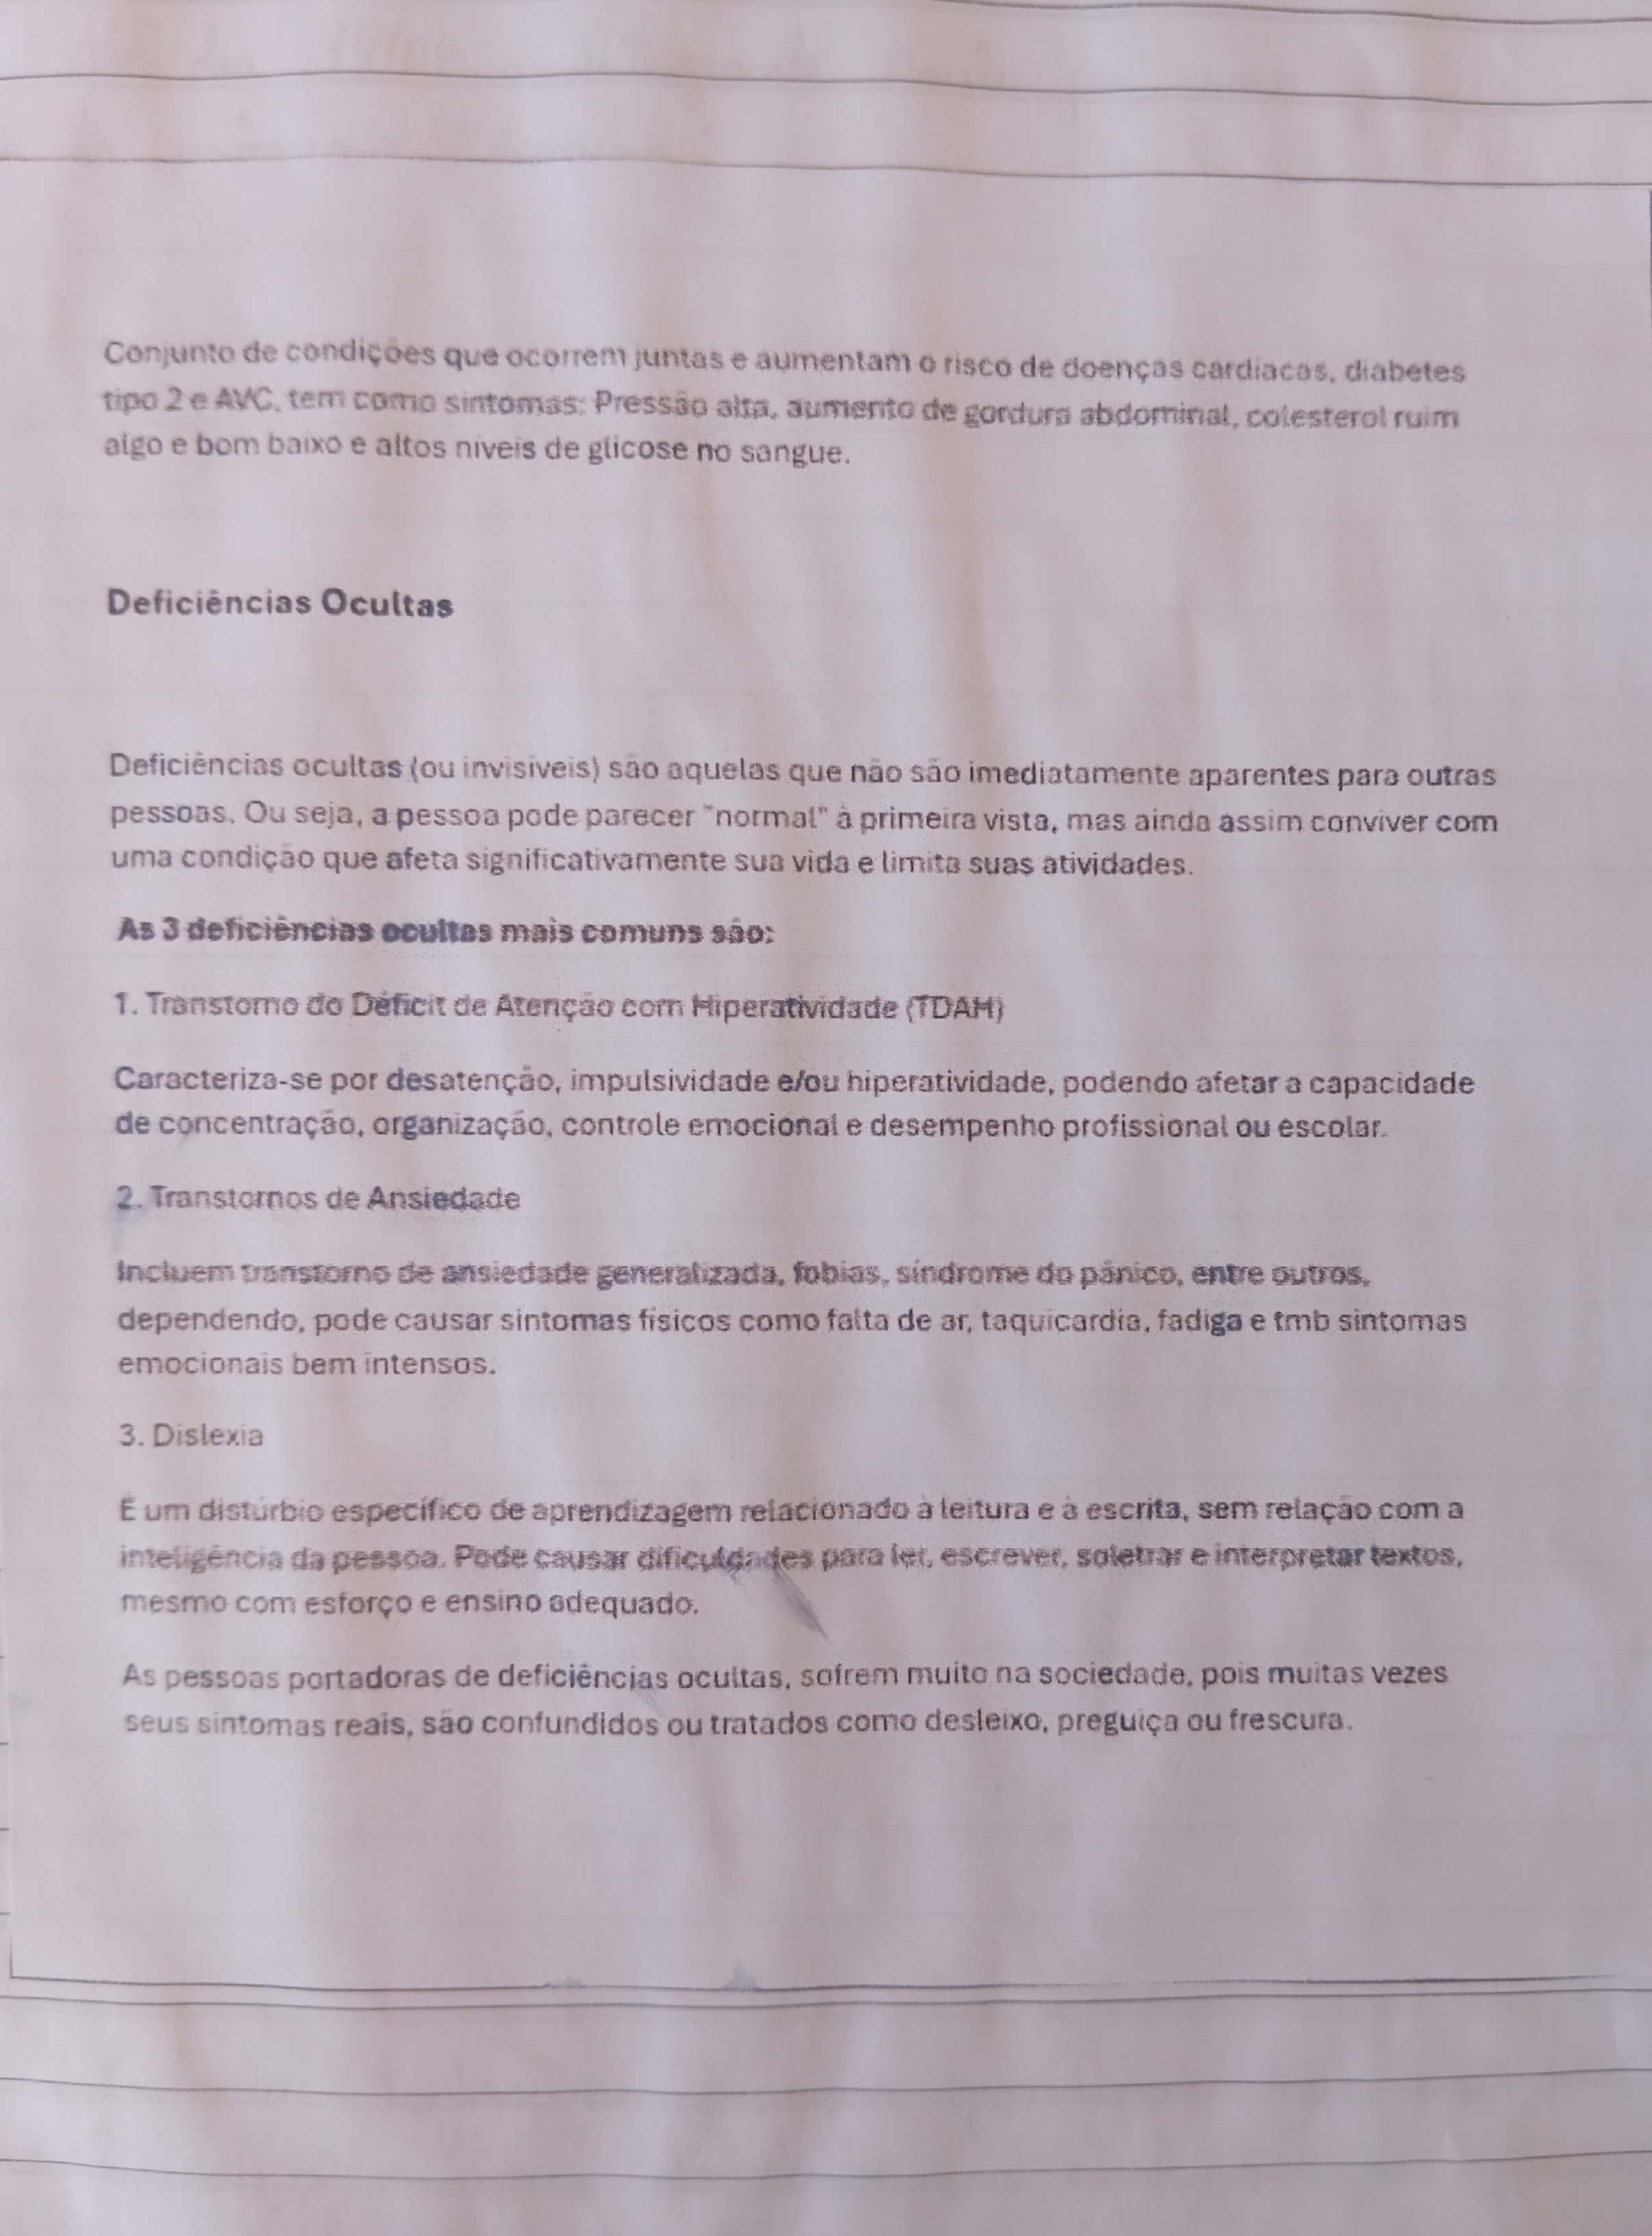 Conjunto de condições que ocorrem juntas e aumentam o risco de doenças cardíacas, diabetes
tipo 2 e AVC, tem como sintomas: Pressão alta, aumento de gordura abdominal, colesterol ruim
algo e bom baixo e altos níveis de glicose no sangue.
Deficiências Ocultas
Deficiências ocultas (ou invisíveis) são aquelas que não são imediatamente aparentes para outras
pessoas. Ou seja, a pessoa pode parecer "normal" à primeira vista, mas ainda assim conviver com
uma condição que afeta significativamente sua vida e limita suas atividades.
As 3 deficiências ocultas mais comuns são:
1. Transtorno do Déficit de Atenção com Hiperatividade (TDAH)
Caracteriza-se por desatenção, impulsividade e/ou hiperatividade, podendo afetar a capacidade
de concentração, organização, controle emocional e desempenho profissional ou escolar.
2. Transtornos de Ansiedade
Incluem transtorno de ansiedade generalizada, fobias, síndrome do pânico, entre outros,
dependendo, pode causar sintomas físicos como falta de ar, taquicardia, fadiga e tmb sintomas
emocionais bem intensos.
3. Dislexia
É um distúrbio específico de aprendizagem relacionado à leitura e à escrita, sem relação com a
inteligência da pessoa. Pode causar dificuldades para ler, escrever, soletrar e interpretar textos,
mesmo com esforço e ensino adequado.
As pessoas portadoras de deficiências ocultas, sofrem muito na sociedade, pois muitas vezes
seus sintomas reais, são confundidos ou tratados como desleixo, preguiça ou frescura.